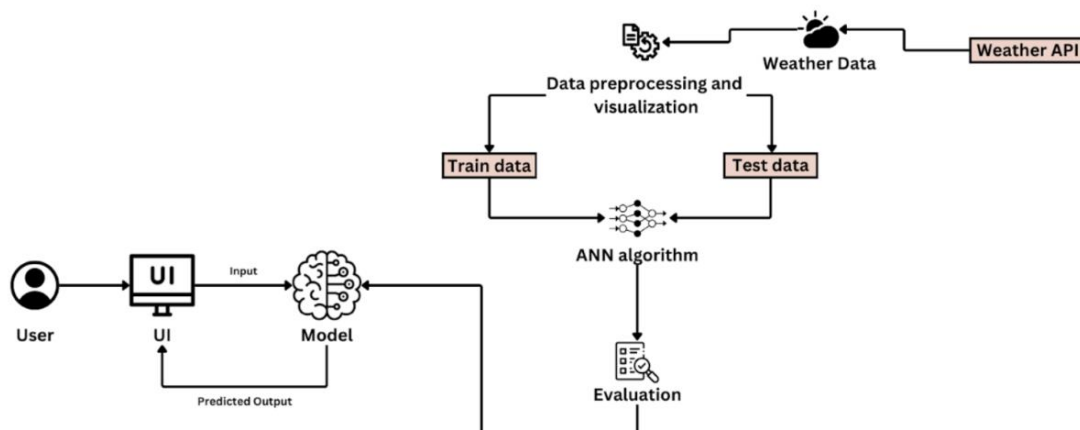 Weather API
Weather Data
Data preprocessing and
visualization
Train data
Test data
ANN algorithm
UI
Input
User
UI
Model
Predicted Output
Evaluation